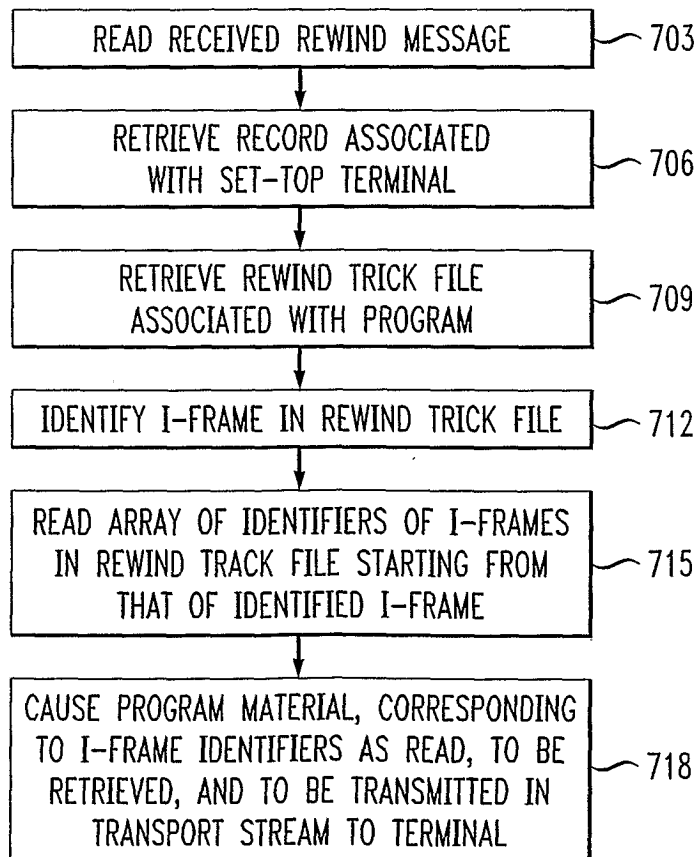 READ RECEIVED REWIND MESSAGE
703
RETRIEVE RECORD ASSOCIATED
WITH SET-TOP TERMINAL
706
RETRIEVE REWIND TRICK FILE
ASSOCIATED WITH PROGRAM
709
IDENTIFY I-FRAME IN REWIND TRICK FILE
712
READ ARRAY OF IDENTIFIERS OF I-FRAMES
IN REWIND TRACK FILE STARTING FROM
THAT OF IDENTIFIED I-FRAME
715
CAUSE PROGRAM MATERIAL, CORRESPONDING
TO I-FRAME IDENTIFIERS AS READ, TO BE
RETRIEVED, AND TO BE TRANSMITTED IN
TRANSPORT STREAM TO TERMINAL
718